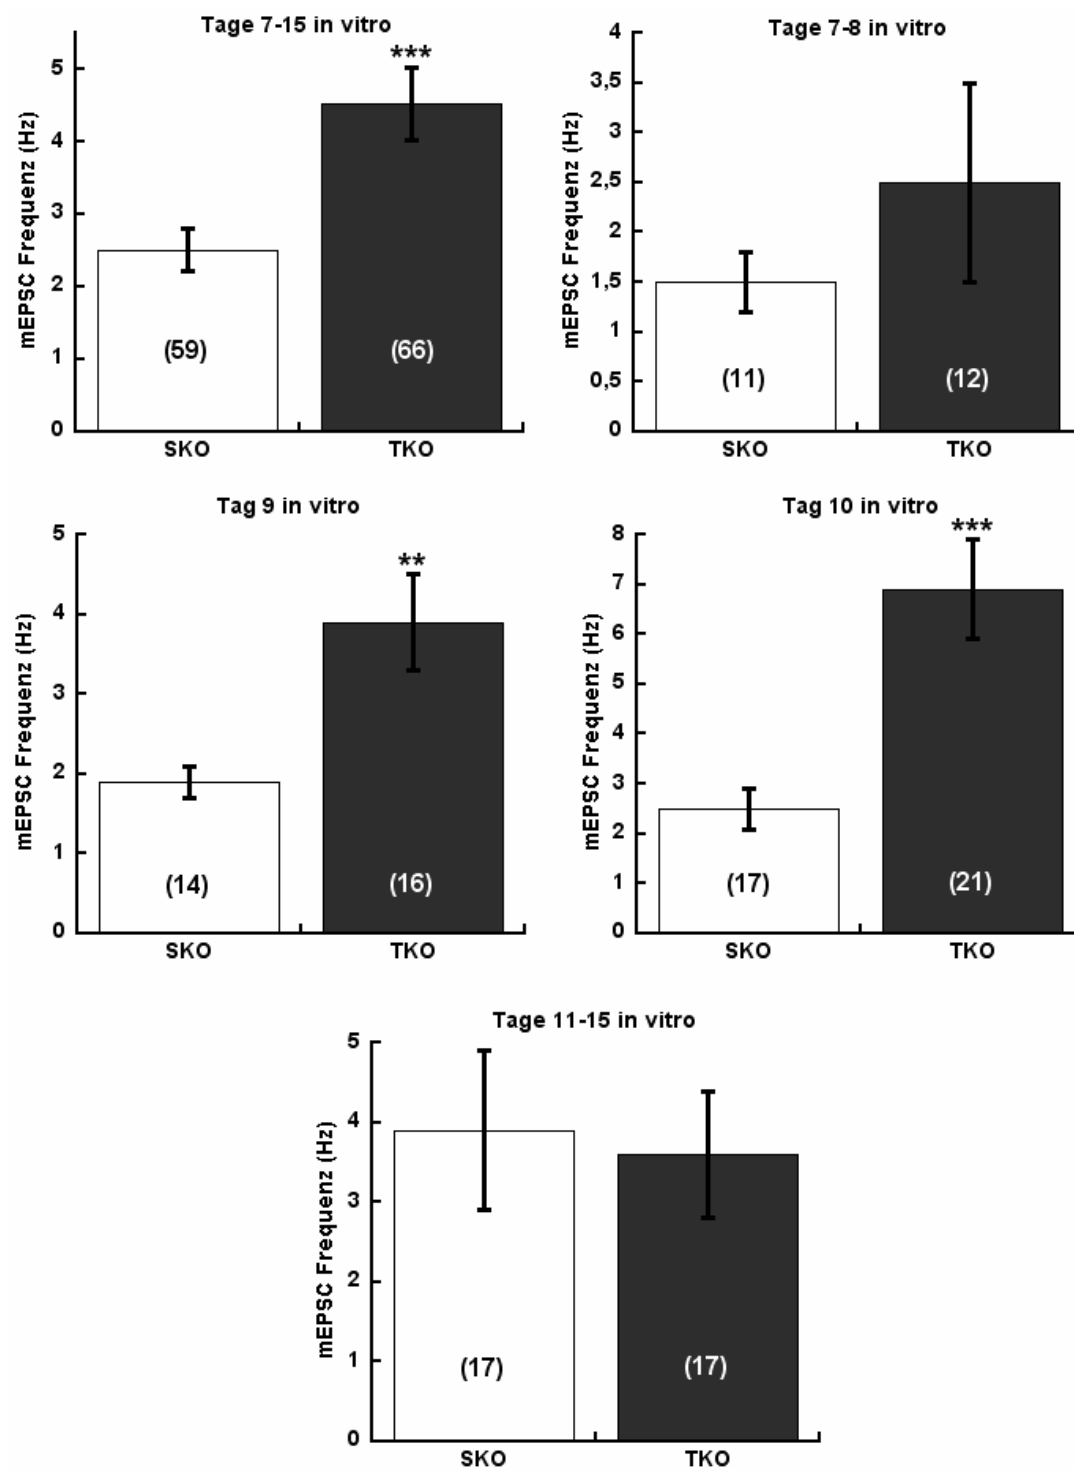 Tage 7-15 in vitro
mEPSC Frequenz (Hz)
5
4
3
2
1
0
***
(59)
(66)
SKO
TKO
Tage 7-8 in vitro
mEPSC Frequenz (Hz)
4
3,5
3
2,5
2
1,5
1
0,5
0
(11)
(12)
SKO
TKO
Tag 9 in vitro
mEPSC Frequenz (Hz)
5
4
3
2
1
0
**
(14)
(16)
SKO
TKO
Tag 10 in vitro
mEPSC Frequenz (Hz)
8
7
6
5
4
3
2
1
0
***
(17)
(21)
SKO
TKO
Tage 11-15 in vitro
mEPSC Frequenz (Hz)
5
4
3
2
1
0
(17)
(17)
SKO
TKO